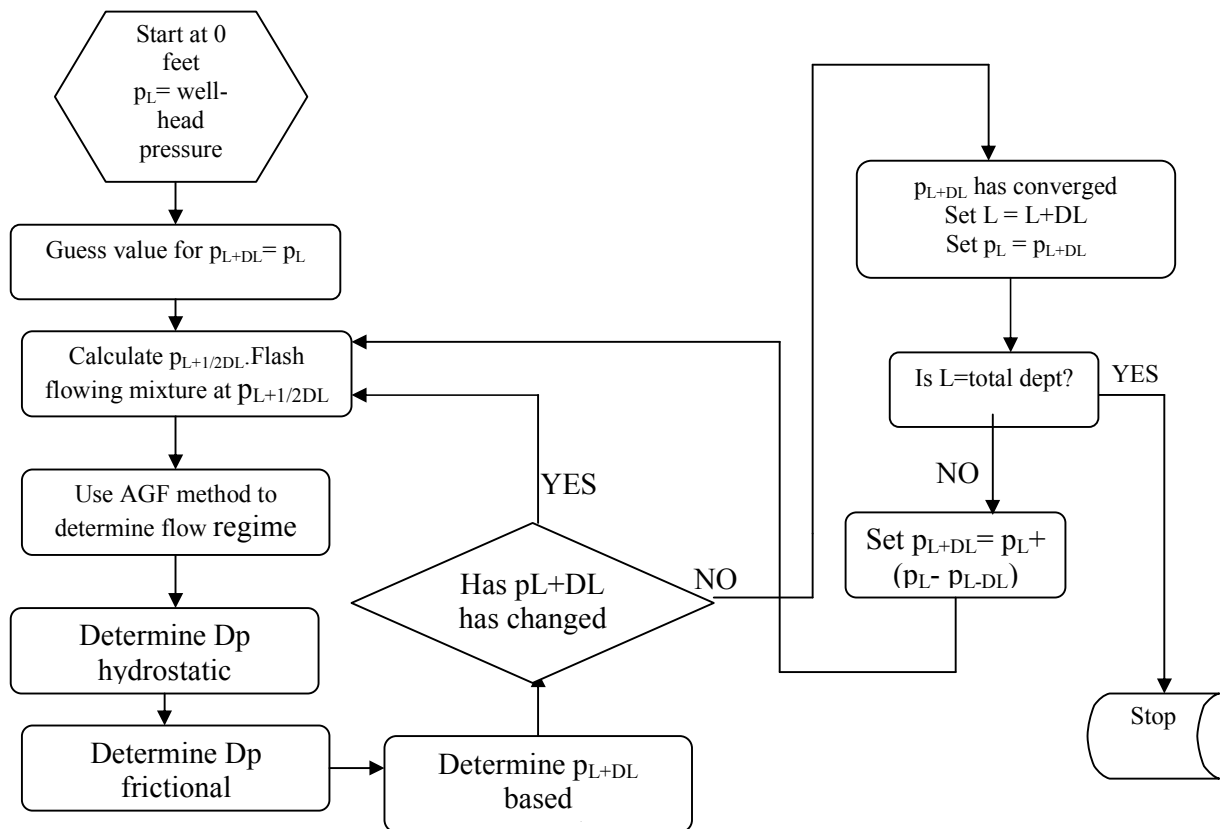 Start at 0
feet
pL= well-
head
pressure
Guess value for pL+DL= pL
Calculate pL+1/2DL.Flash
flowing mixture at pL+1/2DL
Use AGF method to
determine flow regime
Determine Dp
hydrostatic
Determine Dp
frictional
Determine pL+DL
based
Has pL+DL
has changed
YES
NO
pL+DL has converged
Set L = L+DL
Set pL = pL+DL
Is L=total dept?
YES
NO
Set pL+DL= pL+
(pL- pL-DL)
Stop